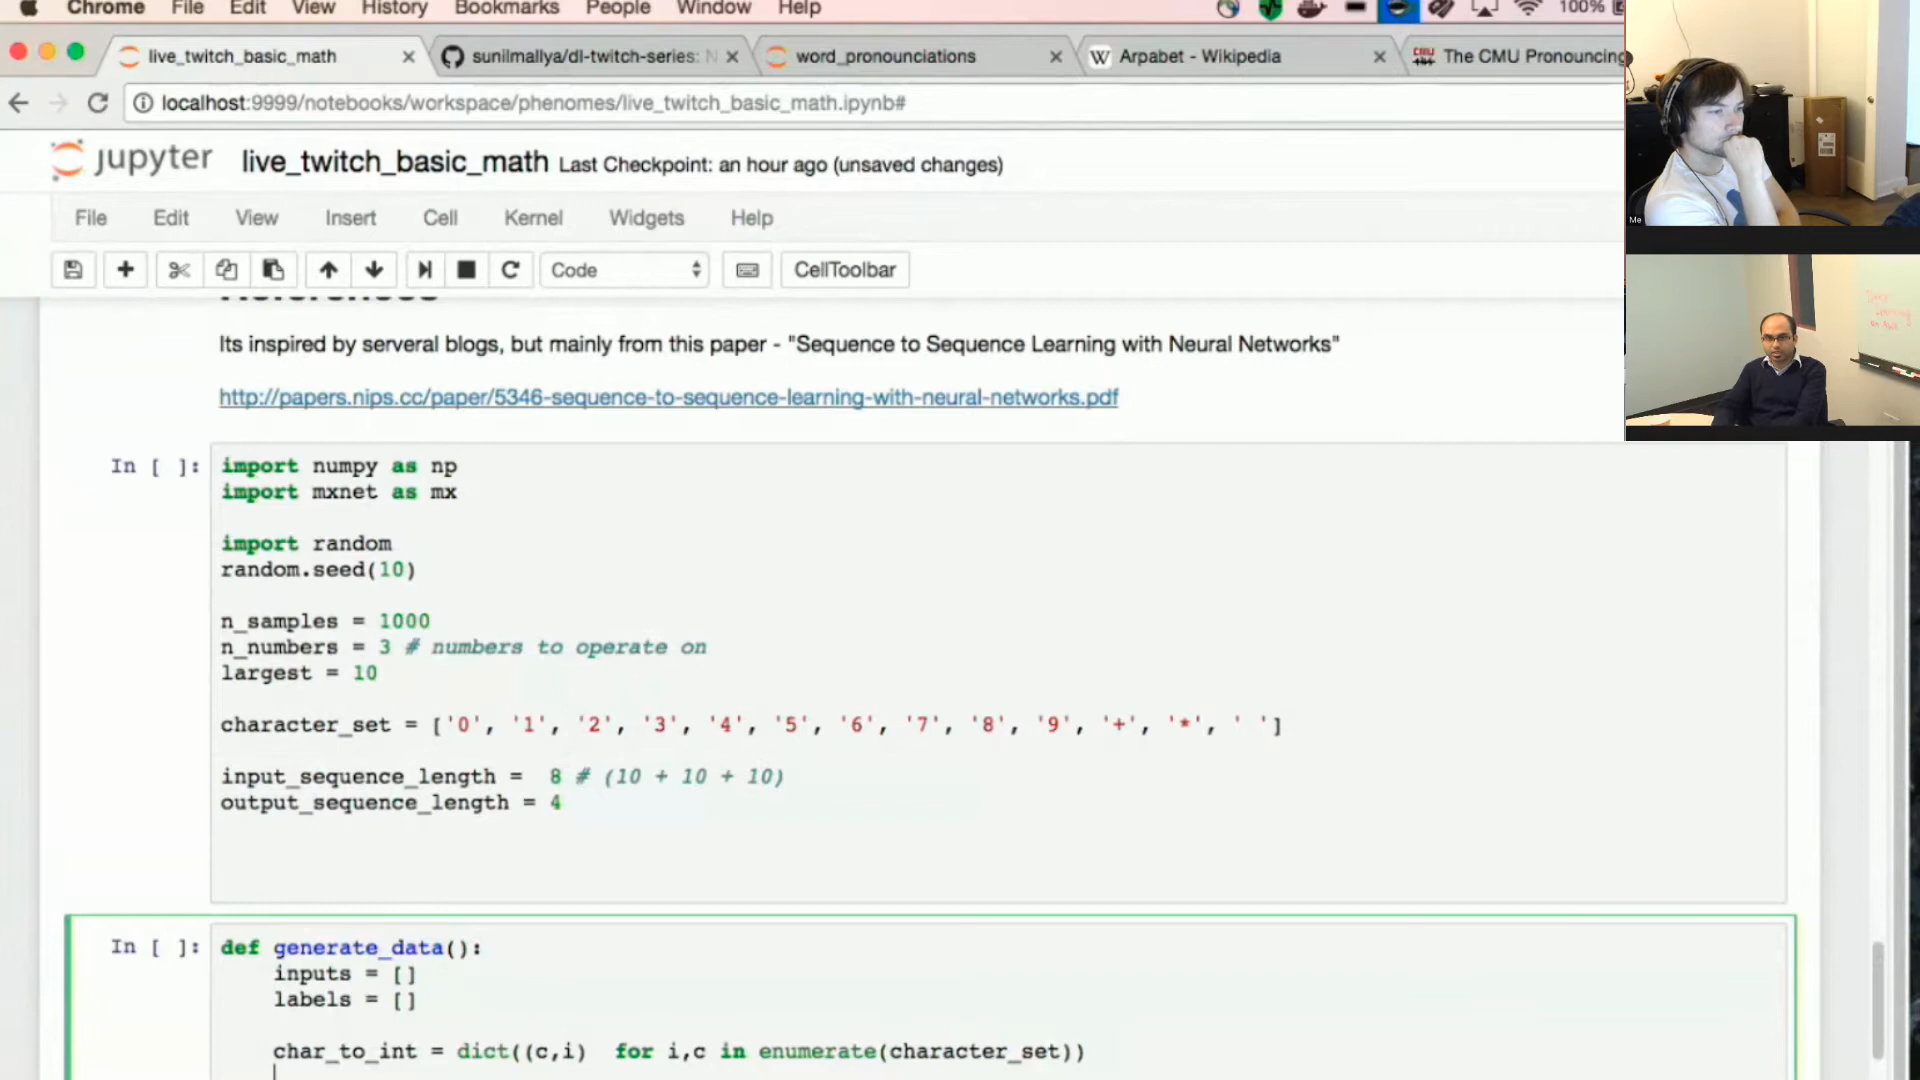 Chrome File Edit View History Bookmarks People Window Help 100%
live_twitch_basic_math
sunilmallya/dl-twitch-series: N
word_pronounciations
Arpabet - Wikipedia
The CMU Pronouncing
localhost:9999/notebooks/workspace/phenomes/live_twitch_basic_math.ipynb#
jupyter live_twitch_basic_math Last Checkpoint: an hour ago (unsaved changes)
File Edit View Insert Cell Kernel Widgets Help
Code CellToolbar
References
Its inspired by serveral blogs, but mainly from this paper - "Sequence to Sequence Learning with Neural Networks"
http://papers.nips.cc/paper/5346-sequence-to-sequence-learning-with-neural-networks.pdf
In [ ]: import numpy as np
import mxnet as mx
import random
random.seed(10)
n_samples = 1000
n_numbers = 3 # numbers to operate on
largest = 10
character_set = ['0', '1', '2', '3', '4', '5', '6', '7', '8', '9', '+', '*', ' ']
input_sequence_length =  8 # (10 + 10 + 10)
output_sequence_length = 4
In [ ]: def generate_data():
inputs = []
labels = []
char_to_int = dict((c,i)  for i,c in enumerate(character_set))
Me
Deep
Learning
on AWS